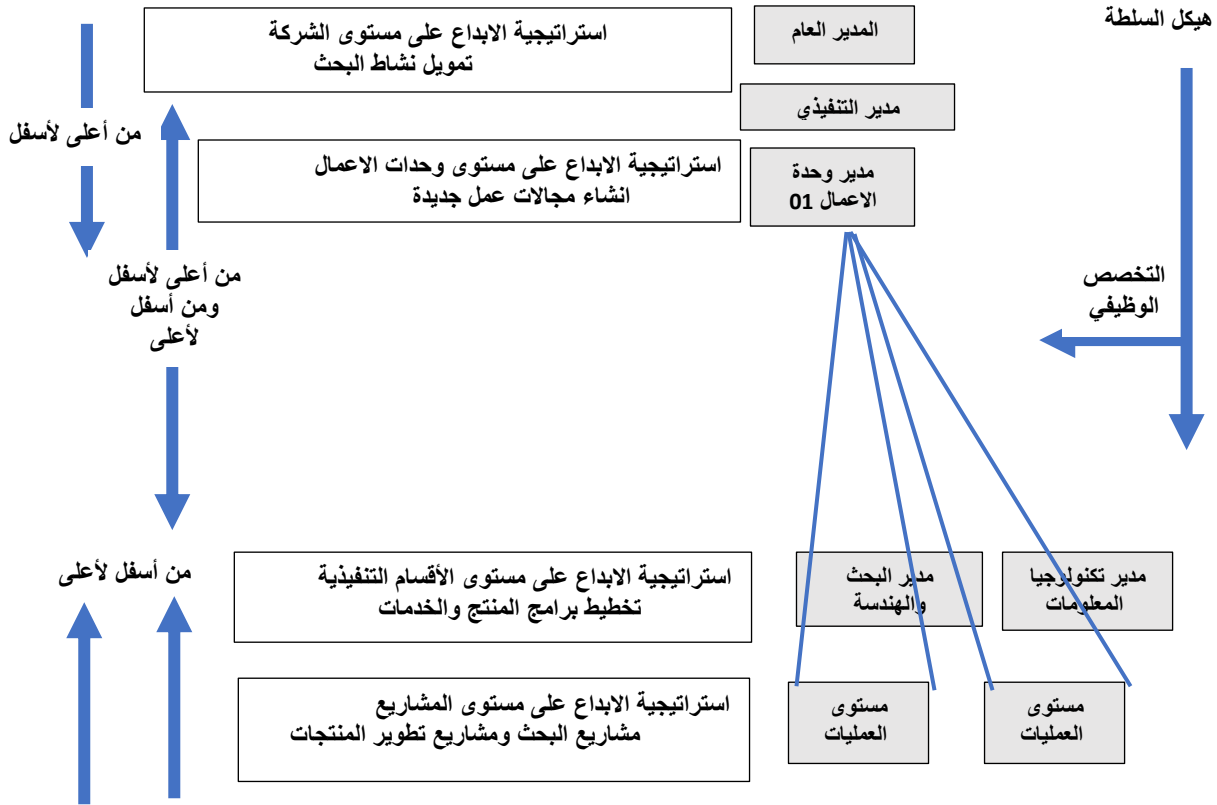 هيكل السلطة
المدير العام
استراتيجية الابداع على مستوى الشركة
تمويل نشاط البحث
مدير التنفيذي
من أعلى لأسفل
مدير وحدة
الاعمال 01
استراتيجية الابداع على مستوى وحدات الاعمال
انشاء مجالات عمل جديدة
التخصص
الوظيفي
من أعلى لأسفل
ومن أسفل
لأعلى
مدير تكنولوجيا
المعلومات
مدير البحث
والهندسة
استراتيجية الابداع على مستوى الأقسام التنفيذية
تخطيط برامج المنتج والخدمات
من أسفل لأعلى
مستوى
العمليات
مستوى
العمليات
استراتيجية الابداع على مستوى المشاريع
مشاريع البحث ومشاريع تطوير المنتجات